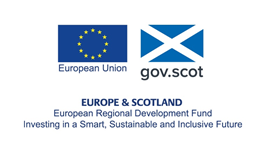 European Union
gov.scot
EUROPE & SCOTLAND
European Regional Development Fund
Investing in a Smart, Sustainable and Inclusive Future